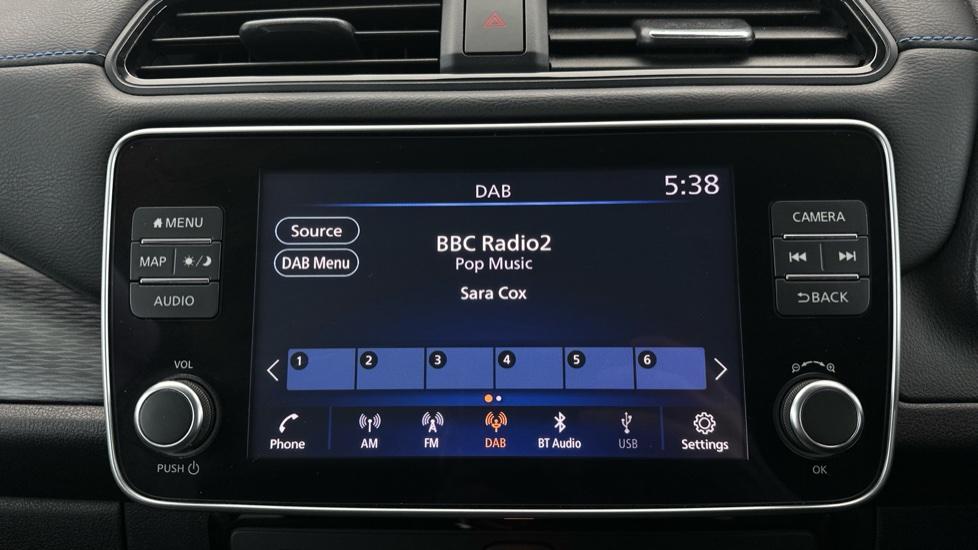 DAB 5:38
MENU
MAP
AUDIO
VOL
PUSH
Source
DAB Menu
BBC Radio2
Pop Music
Sara Cox
1 2 3 4 5 6
Phone AM FM DAB BT Audio USB Settings
CAMERA
BACK
OK